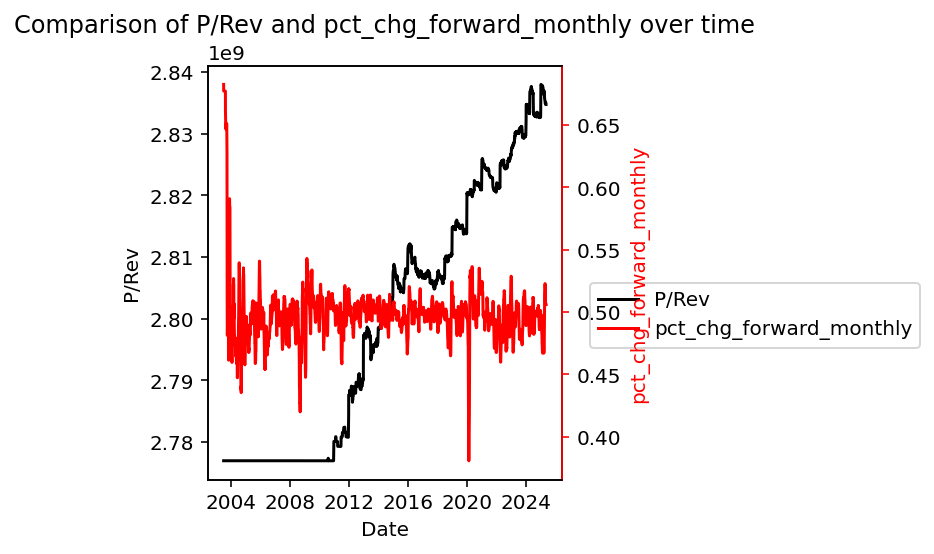 Comparison of P/Rev and pct_chg_forward_monthly over time
1e9
2.84
2.83
2.82
2.81
2.80
2.79
2.78
P/Rev
2004 2008 2012 2016 2020 2024
Date
0.65
0.60
0.55
0.50
0.45
0.40
pct_chg_forward_monthly
P/Rev
pct_chg_forward_monthly